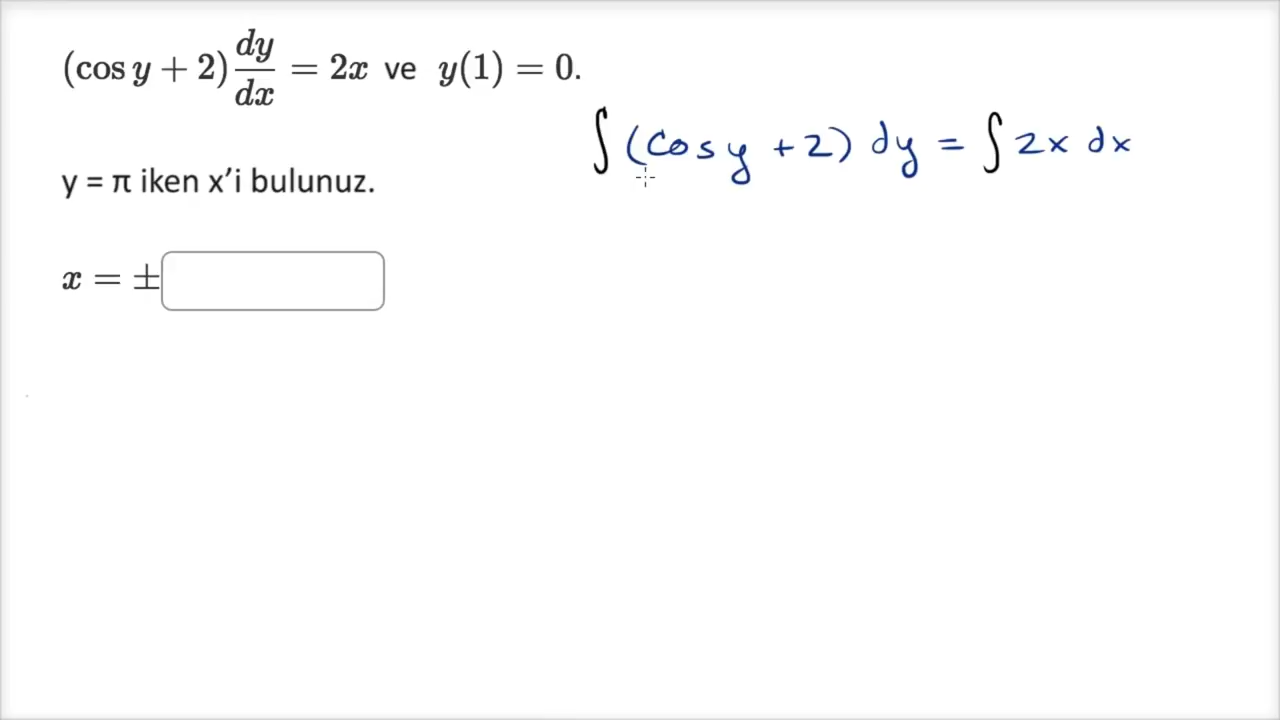 (cos y + 2) dy/dx = 2x ve y(1) = 0.
∫ (cos y + 2) dy = ∫ 2x dx
y = π iken x’i bulunuz.
x = ±